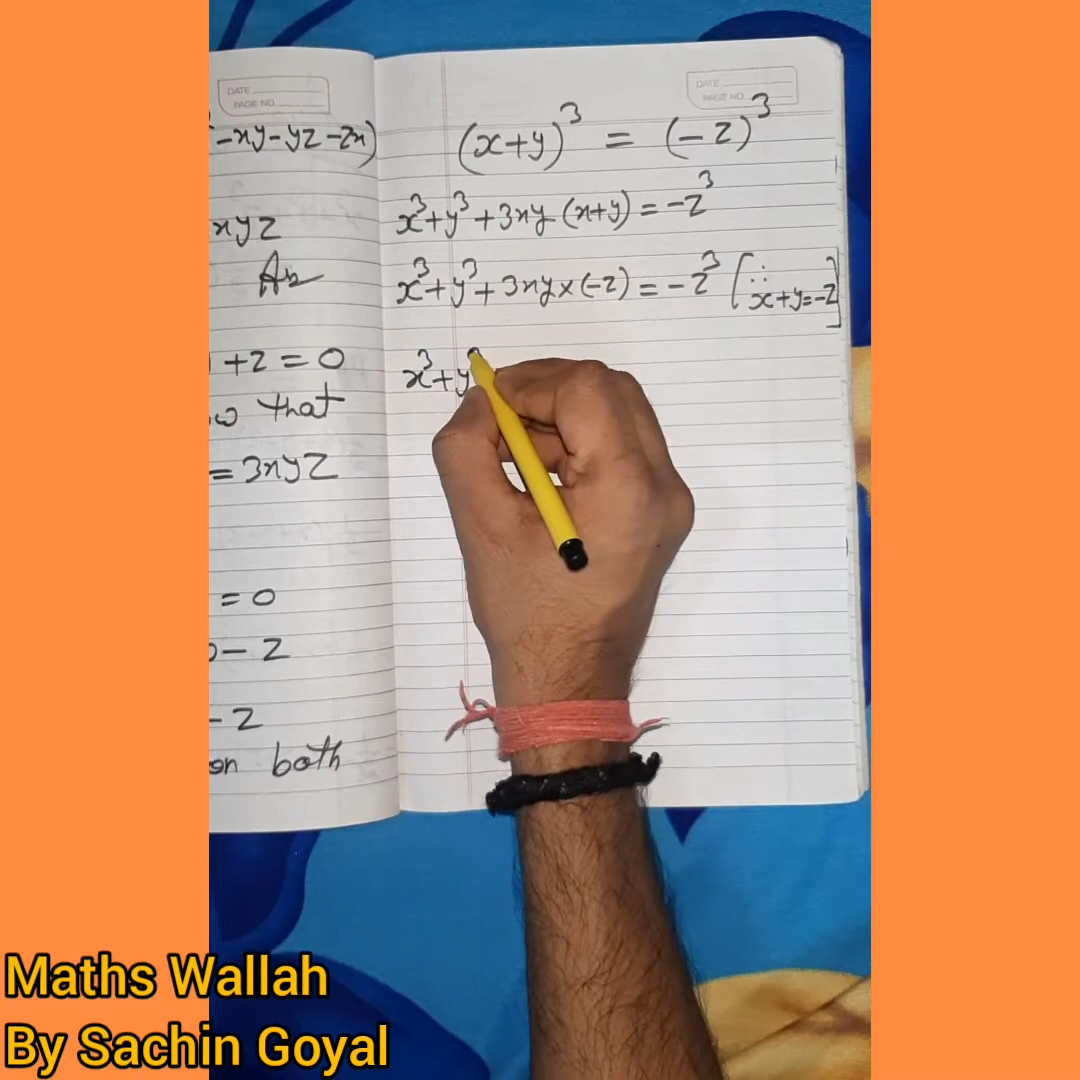 DATE
PAGE NO.
-xy-yz-zx)
xyz
Ans
+z=0
that
=3xyz
=0
-z
-z
on both
DATE
PAGE NO.
(x+y)³ = (-z)³
x³+y³+3xy(x+y)=-z³
x³+y³+3xy×(-z)=-z³ [∵ x+y=-z]
x³+y
Maths Wallah
By Sachin Goyal